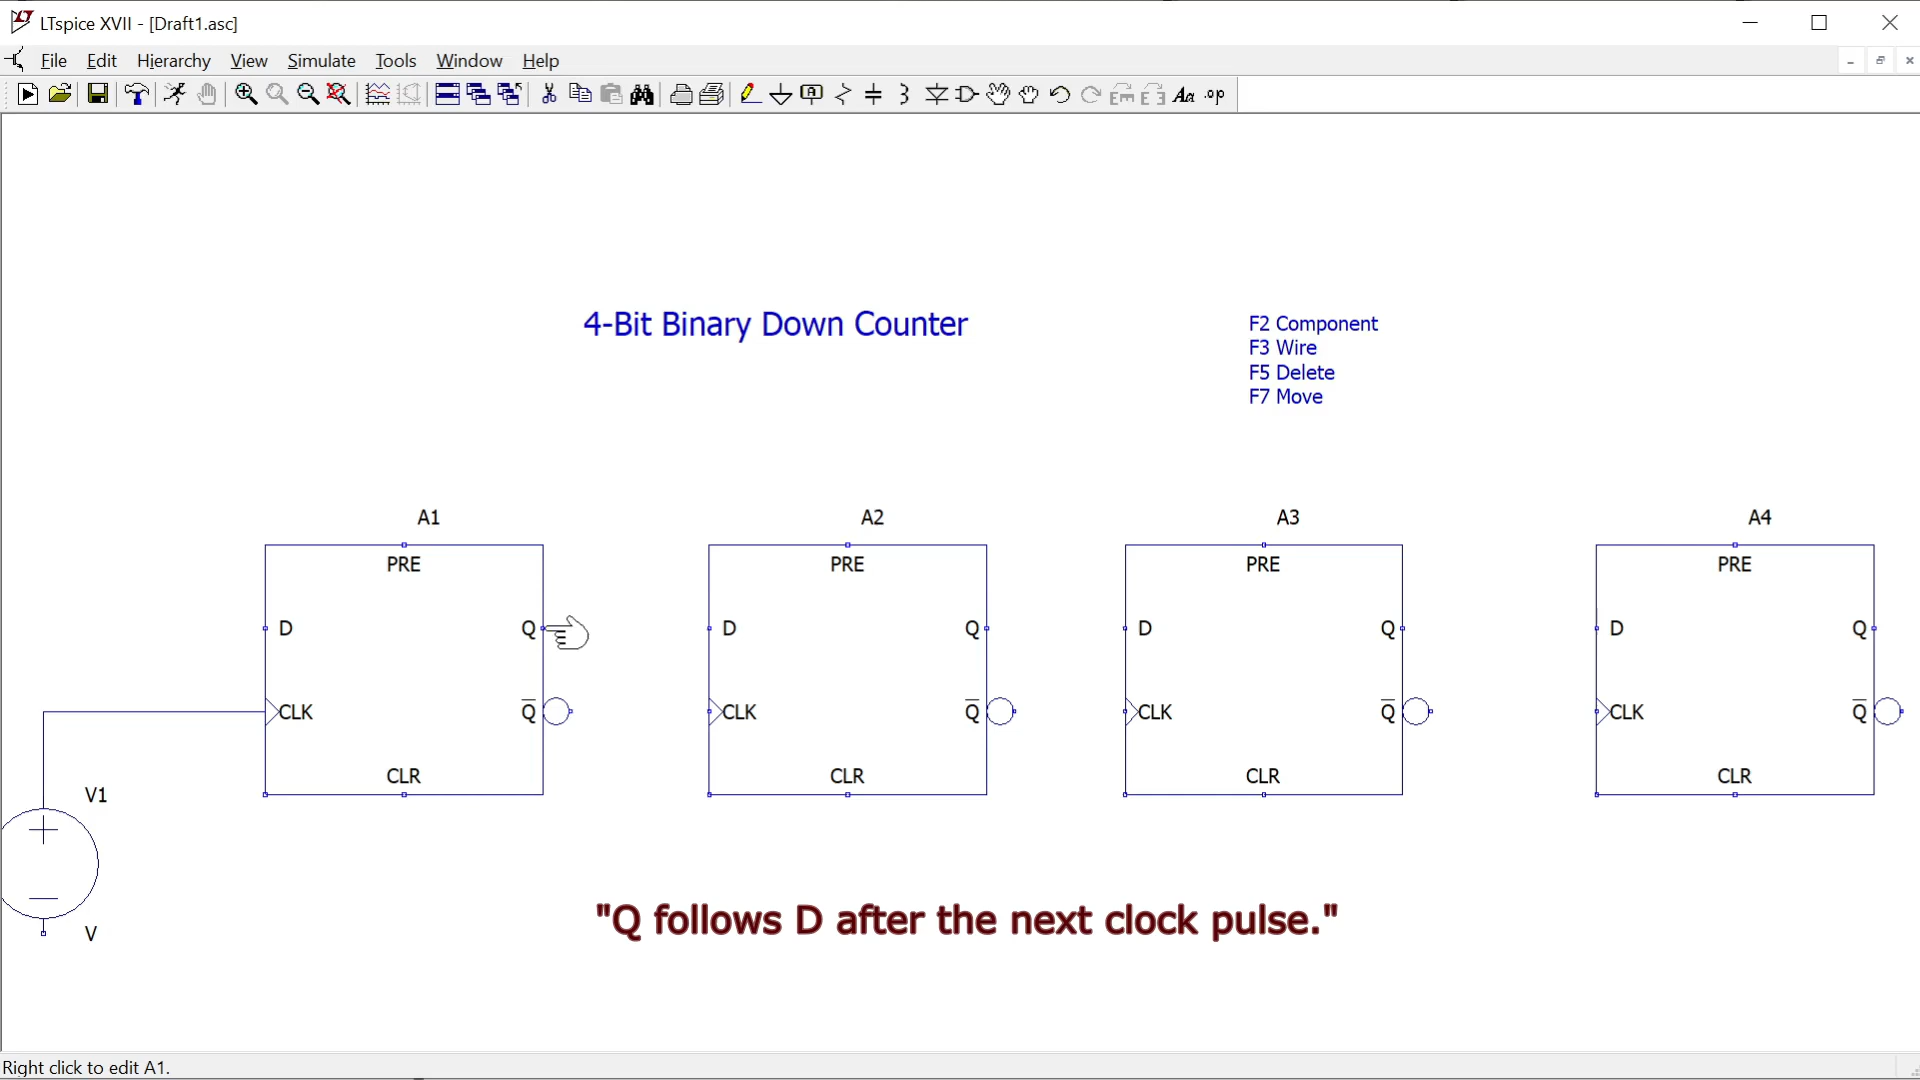 LTspice XVII - [Draft1.asc]
File Edit Hierarchy View Simulate Tools Window Help
Aa .op
4-Bit Binary Down Counter
F2 Component
F3 Wire
F5 Delete
F7 Move
A1 A2 A3 A4
PRE PRE PRE PRE
D Q D Q D Q D Q
CLK Q̅ CLK Q̅ CLK Q̅ CLK Q̅
CLR CLR CLR CLR
V1
V
"Q follows D after the next clock pulse."
Right click to edit A1.